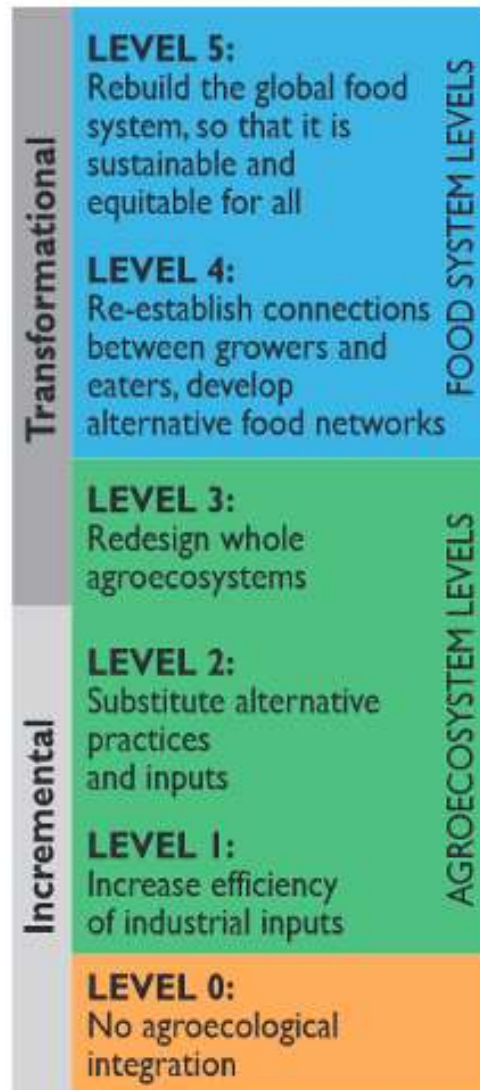 LEVEL 5:
Rebuild the global food
system, so that it is
sustainable and
equitable for all
LEVEL 4:
Re-establish connections
between growers and
eaters, develop
alternative food networks
FOOD SYSTEM LEVELS
Transformational
LEVEL 3:
Redesign whole
agroecosystems
LEVEL 2:
Substitute alternative
practices
and inputs
LEVEL 1:
Increase efficiency
of industrial inputs
AGROECOSYSTEM LEVELS
Incremental
LEVEL 0:
No agroecological
integration